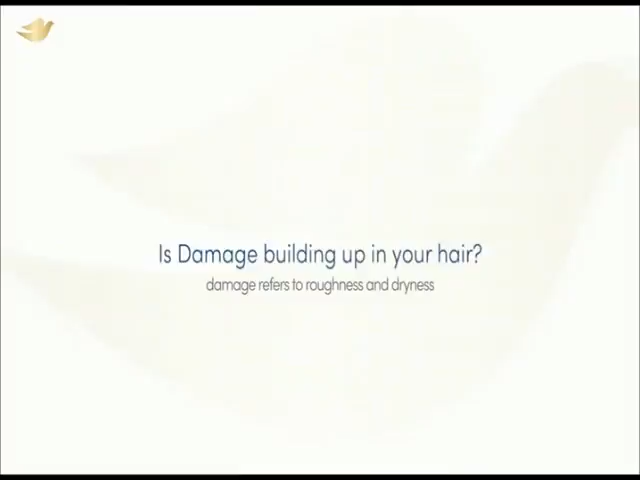 Is Damage building up in your hair?
damage refers to roughness and dryness